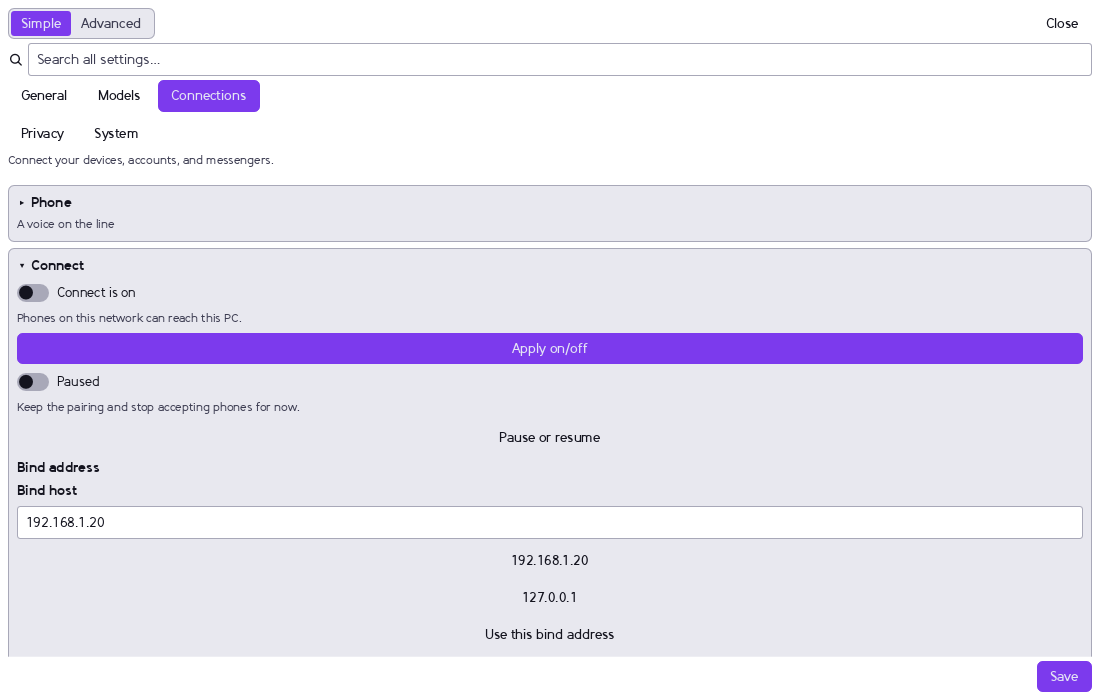 Simple Advanced Close
Search all settings...
General Models Connections
Privacy System
Connect your devices, accounts, and messengers.
Phone
A voice on the line
Connect
Connect is on
Phones on this network can reach this PC.
Apply on/off
Paused
Keep the pairing and stop accepting phones for now.
Pause or resume
Bind address
Bind host
192.168.1.20
192.168.1.20
127.0.0.1
Use this bind address
Save